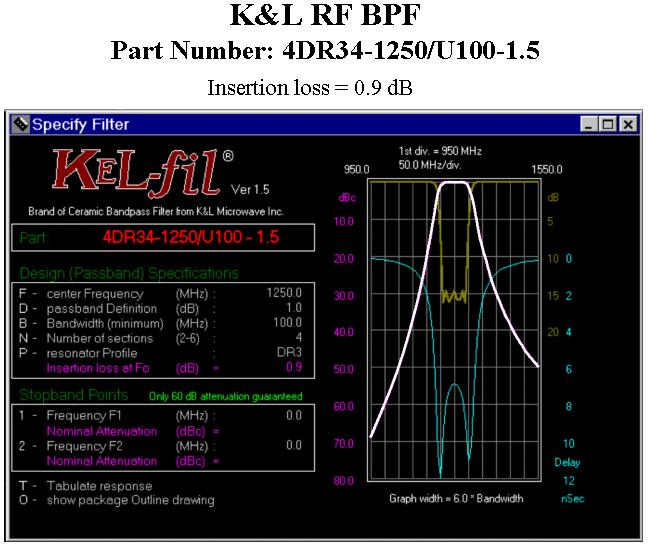 K&L RF BPF
Part Number: 4DR34-1250/U100-1.5
Insertion loss = 0.9 dB
Specify Filter
KEL-fil® Ver 1.5
Brand of Ceramic Bandpass Filter from K&L Microwave Inc.
Part: 4DR34-1250/U100 - 1.5
Design (Passband) Specifications
F - center Frequency (MHz) : 1250.0
D - passband Definition (dB) : 1.0
B - Bandwidth (minimum) (MHz) : 100.0
N - Number of sections (2-6) : 4
P - resonator Profile : DR3
Insertion loss at Fo (dB) = 0.9
Stopband Points Only 60 dB attenuation guaranteed
1 - Frequency F1 (MHz) : 0.0
Nominal Attenuation (dBc) =
2 - Frequency F2 (MHz) : 0.0
Nominal Attenuation (dBc) =
T - Tabulate response
O - show package Outline drawing
1st div. = 950 MHz
950.0 50.0 MHz/div. 1550.0
dBc dB
10.0 5
20.0 10 0
30.0 15 2
40.0 20 4
50.0 6
60.0 8
70.0 10
Delay
80.0 12
Graph width = 6.0 * Bandwidth nSec